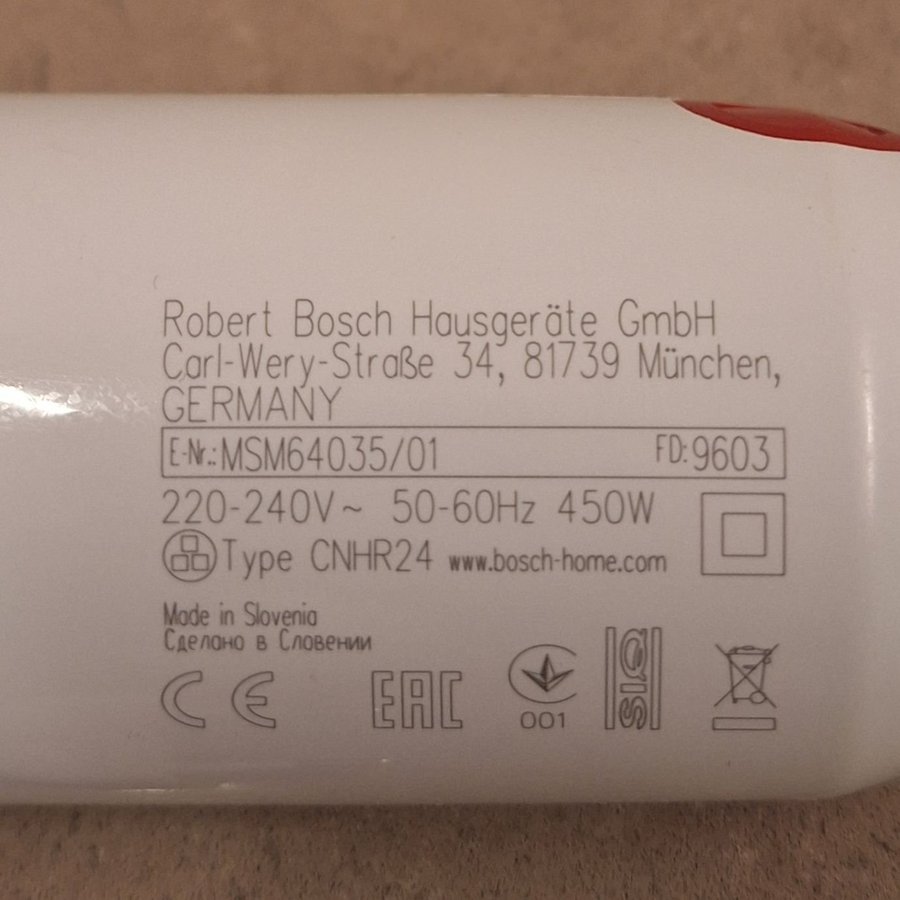 Robert Bosch Hausgeräte GmbH
Carl-Wery-Straße 34, 81739 München,
GERMANY
E-Nr.: MSM64035/01 FD: 9603
220-240V~ 50-60Hz 450W
Type CNHR24 www.bosch-home.com
Made in Slovenia
Сделано в Словении
CE EAC 001 SIQ